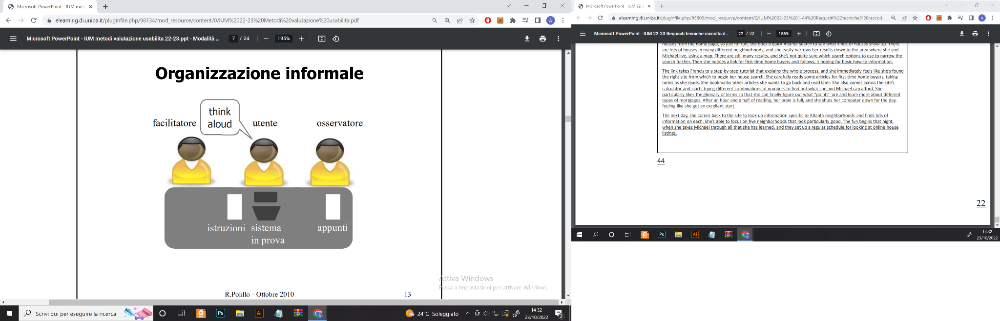 Microsoft PowerPoint - IUM met
elearning.di.uniba.it/pluginfile.php/96134/mod_resource/content/0/IUM%2022-23%20Metodi%20valutazione%20usabilita.pdf
A
Microsoft PowerPoint - IUM metodi valutazione usabilita 22-23.ppt - Modalità ...
7 / 24
195%
Organizzazione informale
think
aloud
facilitatore
utente
osservatore
istruzioni
sistema
in prova
appunti
R.Polillo - Ottobre 2010
13
Attiva Windows
Passa a Impostazioni per attivare Windows.
Scrivi qui per eseguire la ricerca
Ps
Ai
24°C Soleggiato
14:32
23/10/2022
2
Microsoft PowerPoint - IUM 22 2
elearning.di.uniba.it/pluginfile.php/95809/mod_resource/content/0/IUM%2022-23%201-44%20Requisiti%20tecniche%20raccolt...
A
Microsoft PowerPoint - IUM 22-23 Requisiti tecniche raccolta d...
22 / 22
156%
houses from the home page, so just for fun, she does a quick Atlanta search to see what kinds of houses show up. There
are lots of houses in many different neighborhoods, and she easily narrows her results down to the area where she and
Michael live, using a map. There are still many results, and she's not quite sure which search options to use to narrow the
search further. Then she notices a link for first-time home buyers and follows, it hoping for basic how-to information.
The link takes Francis to a step-by-step tutorial that explains the whole process, and she immediately feels like she's found
the right site from which to begin her house search. She carefully reads some articles for first-time home buyers, taking
notes as she reads. She bookmarks other articles she wants to go back and read later. She also comes across the site's
calculator and starts trying different combinations of numbers to find out what she and Michael can afford. She
particularly likes the glossary of terms so that she can finally figure out what "points" are and learn more about different
types of mortgages. After an hour and a half of reading, her brain is full, and she shuts her computer down for the day,
feeling like she got an excellent start.
The next day, she comes back to the site to look up information specific to Atlanta neighborhoods and finds lots of
information on each. She's able to focus on five neighborhoods that look particularly good. The fun begins that night,
when she takes Michael through all that she has learned, and they set up a regular schedule for looking at online house
listings.
44
22
Ps
Ai
14:32
23/10/2022